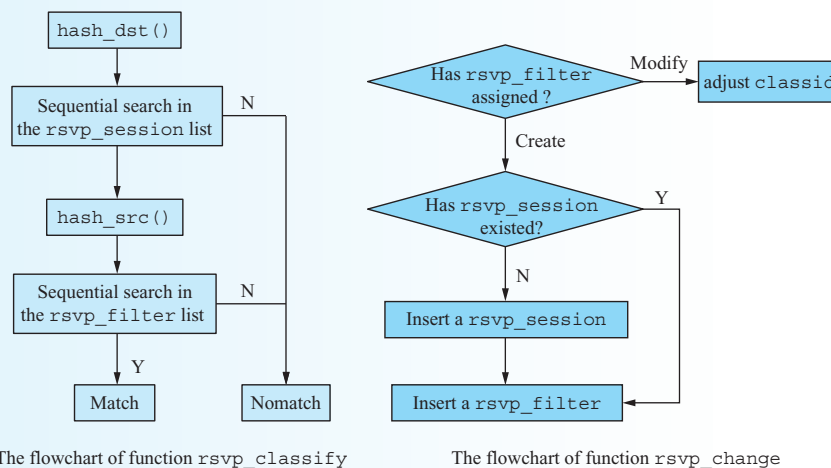 hash_dst()
Sequential search in
the rsvp_session list
N
hash_src()
Sequential search in
the rsvp_filter list
N
Y
Match
Nomatch
The flowchart of function rsvp_classify
Has rsvp_filter
assigned ?
Modify
adjust classid
Create
Has rsvp_session
existed?
Y
N
Insert a rsvp_session
Insert a rsvp_filter
The flowchart of function rsvp_change